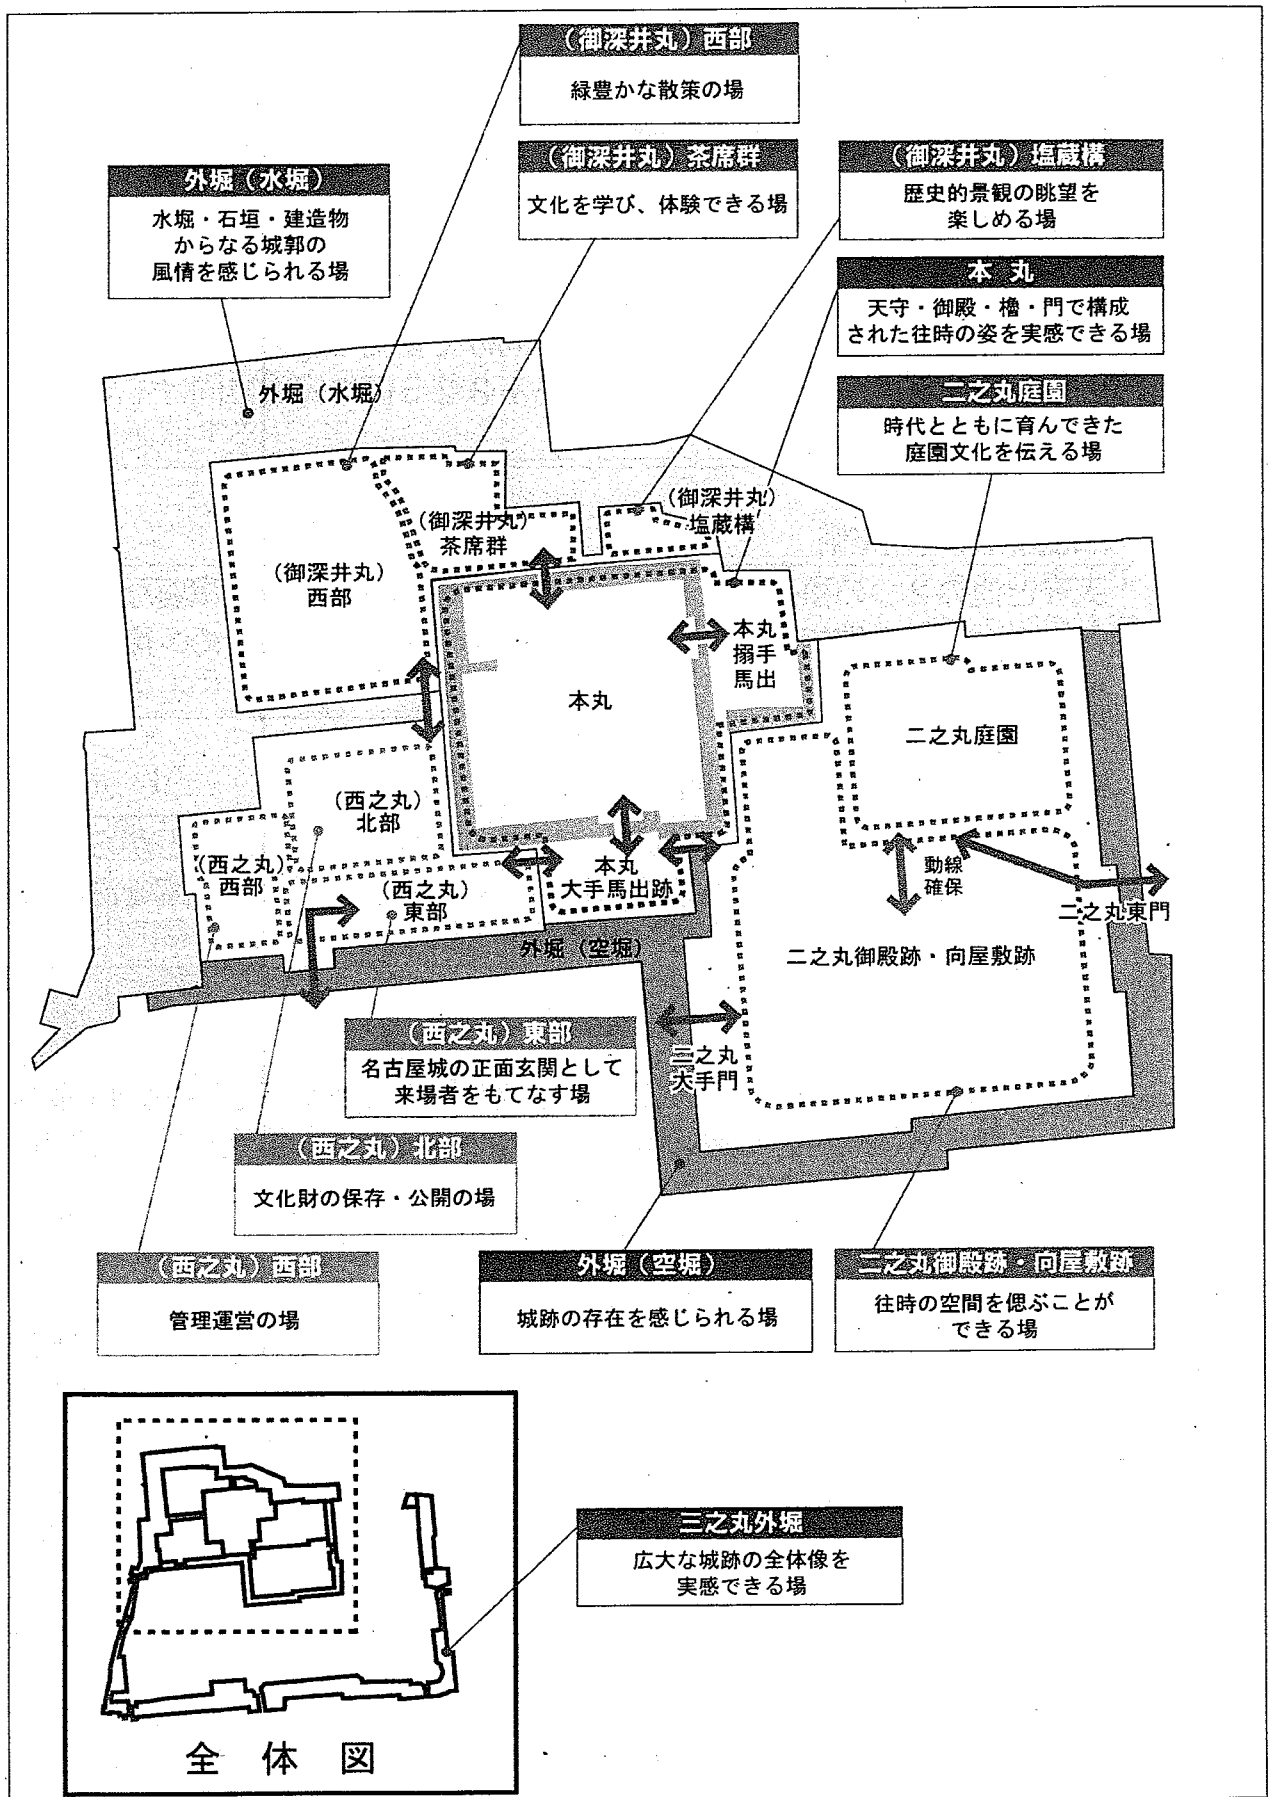 （御深井丸）西部
緑豊かな散策の場
（御深井丸）茶席群
文化を学び、体験できる場
（御深井丸）塩蔵構
歴史的景観の眺望を
楽しめる場
外堀（水堀）
水堀・石垣・建造物
からなる城郭の
風情を感じられる場
本丸
天守・御殿・櫓・門で構成
された往時の姿を実感できる場
二之丸庭園
時代とともに育んできた
庭園文化を伝える場
外堀（水堀）
（御深井丸）
塩蔵構
（御深井丸）
茶席群
（御深井丸）
西部
本丸
搦手
馬出
本丸
二之丸庭園
（西之丸）
北部
（西之丸）
西部
（西之丸）
東部
本丸
大手馬出跡
動線
確保
二之丸東門
外堀（空堀）
二之丸御殿跡・向屋敷跡
二之丸
大手門
（西之丸）東部
名古屋城の正面玄関として
来場者をもてなす場
（西之丸）北部
文化財の保存・公開の場
（西之丸）西部
管理運営の場
外堀（空堀）
城跡の存在を感じられる場
二之丸御殿跡・向屋敷跡
往時の空間を偲ぶことが
できる場
三之丸外堀
広大な城跡の全体像を
実感できる場
全体図